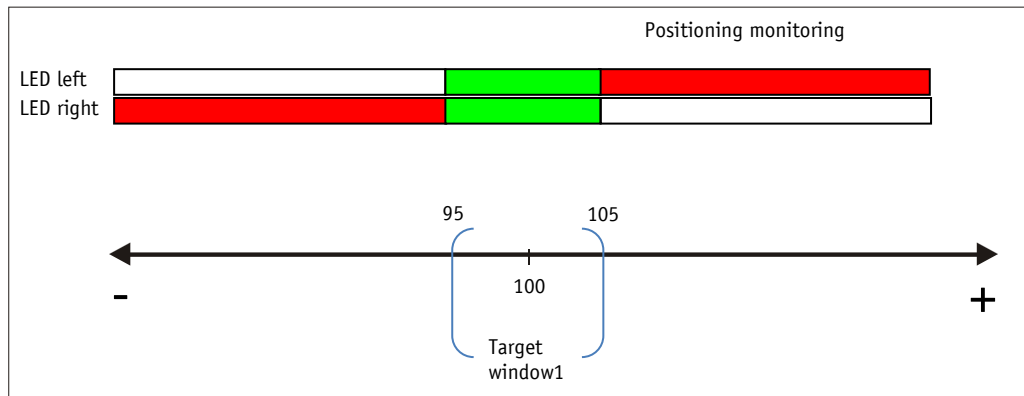 Positioning monitoring
LED left
LED right
95
105
100
-
+
Target
window1